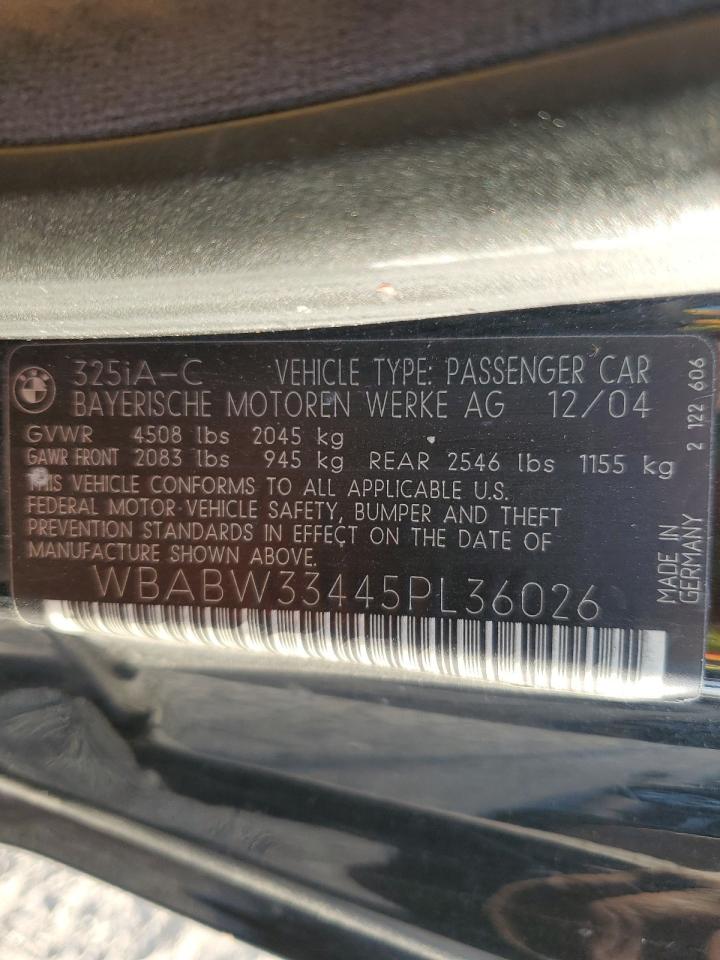 325iA-C VEHICLE TYPE: PASSENGER CAR
BAYERISCHE MOTOREN WERKE AG 12/04
GVWR 4508 lbs 2045 kg
GAWR FRONT 2083 lbs 945 kg REAR 2546 lbs 1155 kg
THIS VEHICLE CONFORMS TO ALL APPLICABLE U.S.
FEDERAL MOTOR VEHICLE SAFETY, BUMPER AND THEFT
PREVENTION STANDARDS IN EFFECT ON THE DATE OF
MANUFACTURE SHOWN ABOVE.
WBABW33445PL36026
MADE IN
GERMANY
2 122 606